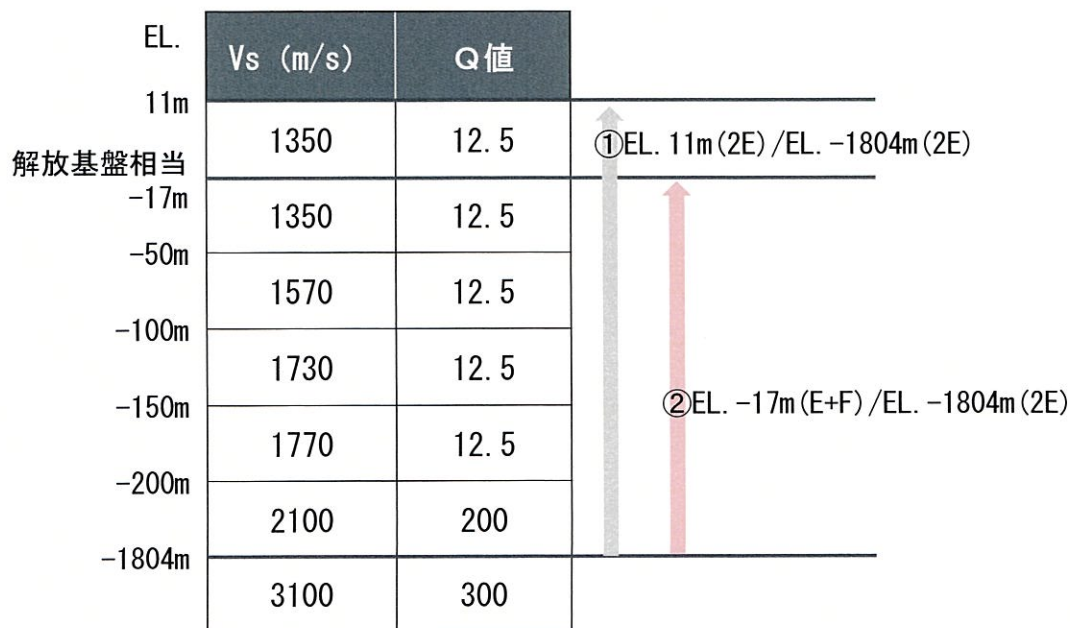 EL.
Vs (m/s) Q値
11m
1350 12.5
①EL. 11m(2E)/EL. -1804m(2E)
解放基盤相当
-17m
1350 12.5
-50m
1570 12.5
-100m
1730 12.5
②EL. -17m(E+F)/EL. -1804m(2E)
-150m
1770 12.5
-200m
2100 200
-1804m
3100 300